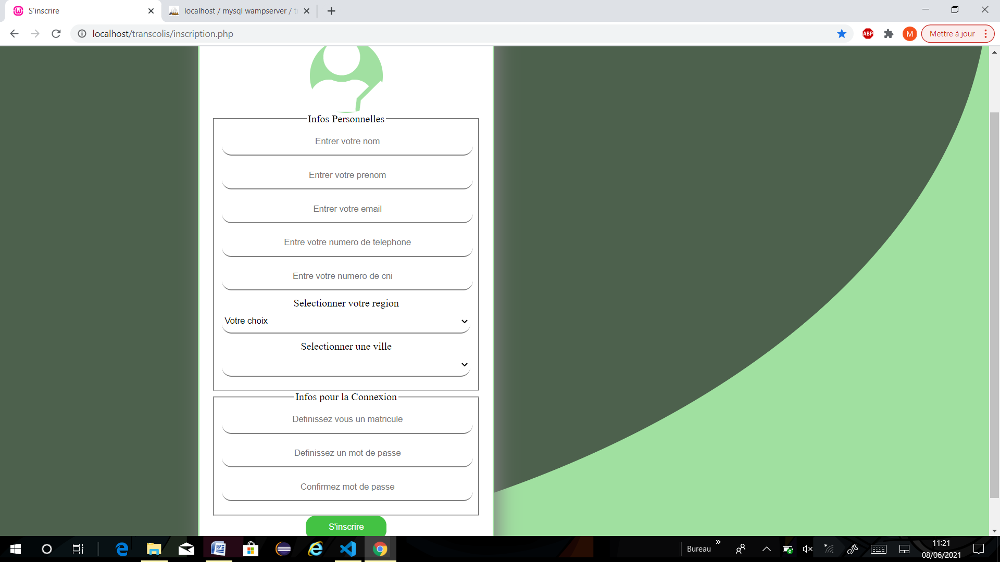 S'inscrire
localhost / mysql wampserver / t
localhost/transcolis/inscription.php
ABP
M
Mettre à jour
Infos Personnelles
Entrer votre nom
Entrer votre prenom
Entrer votre email
Entre votre numero de telephone
Entre votre numero de cni
Selectionner votre region
Votre choix
Selectionner une ville
Infos pour la Connexion
Definissez vous un matricule
Definissez un mot de passe
Confirmez mot de passe
S'inscrire
Bureau
11:21
08/06/2021